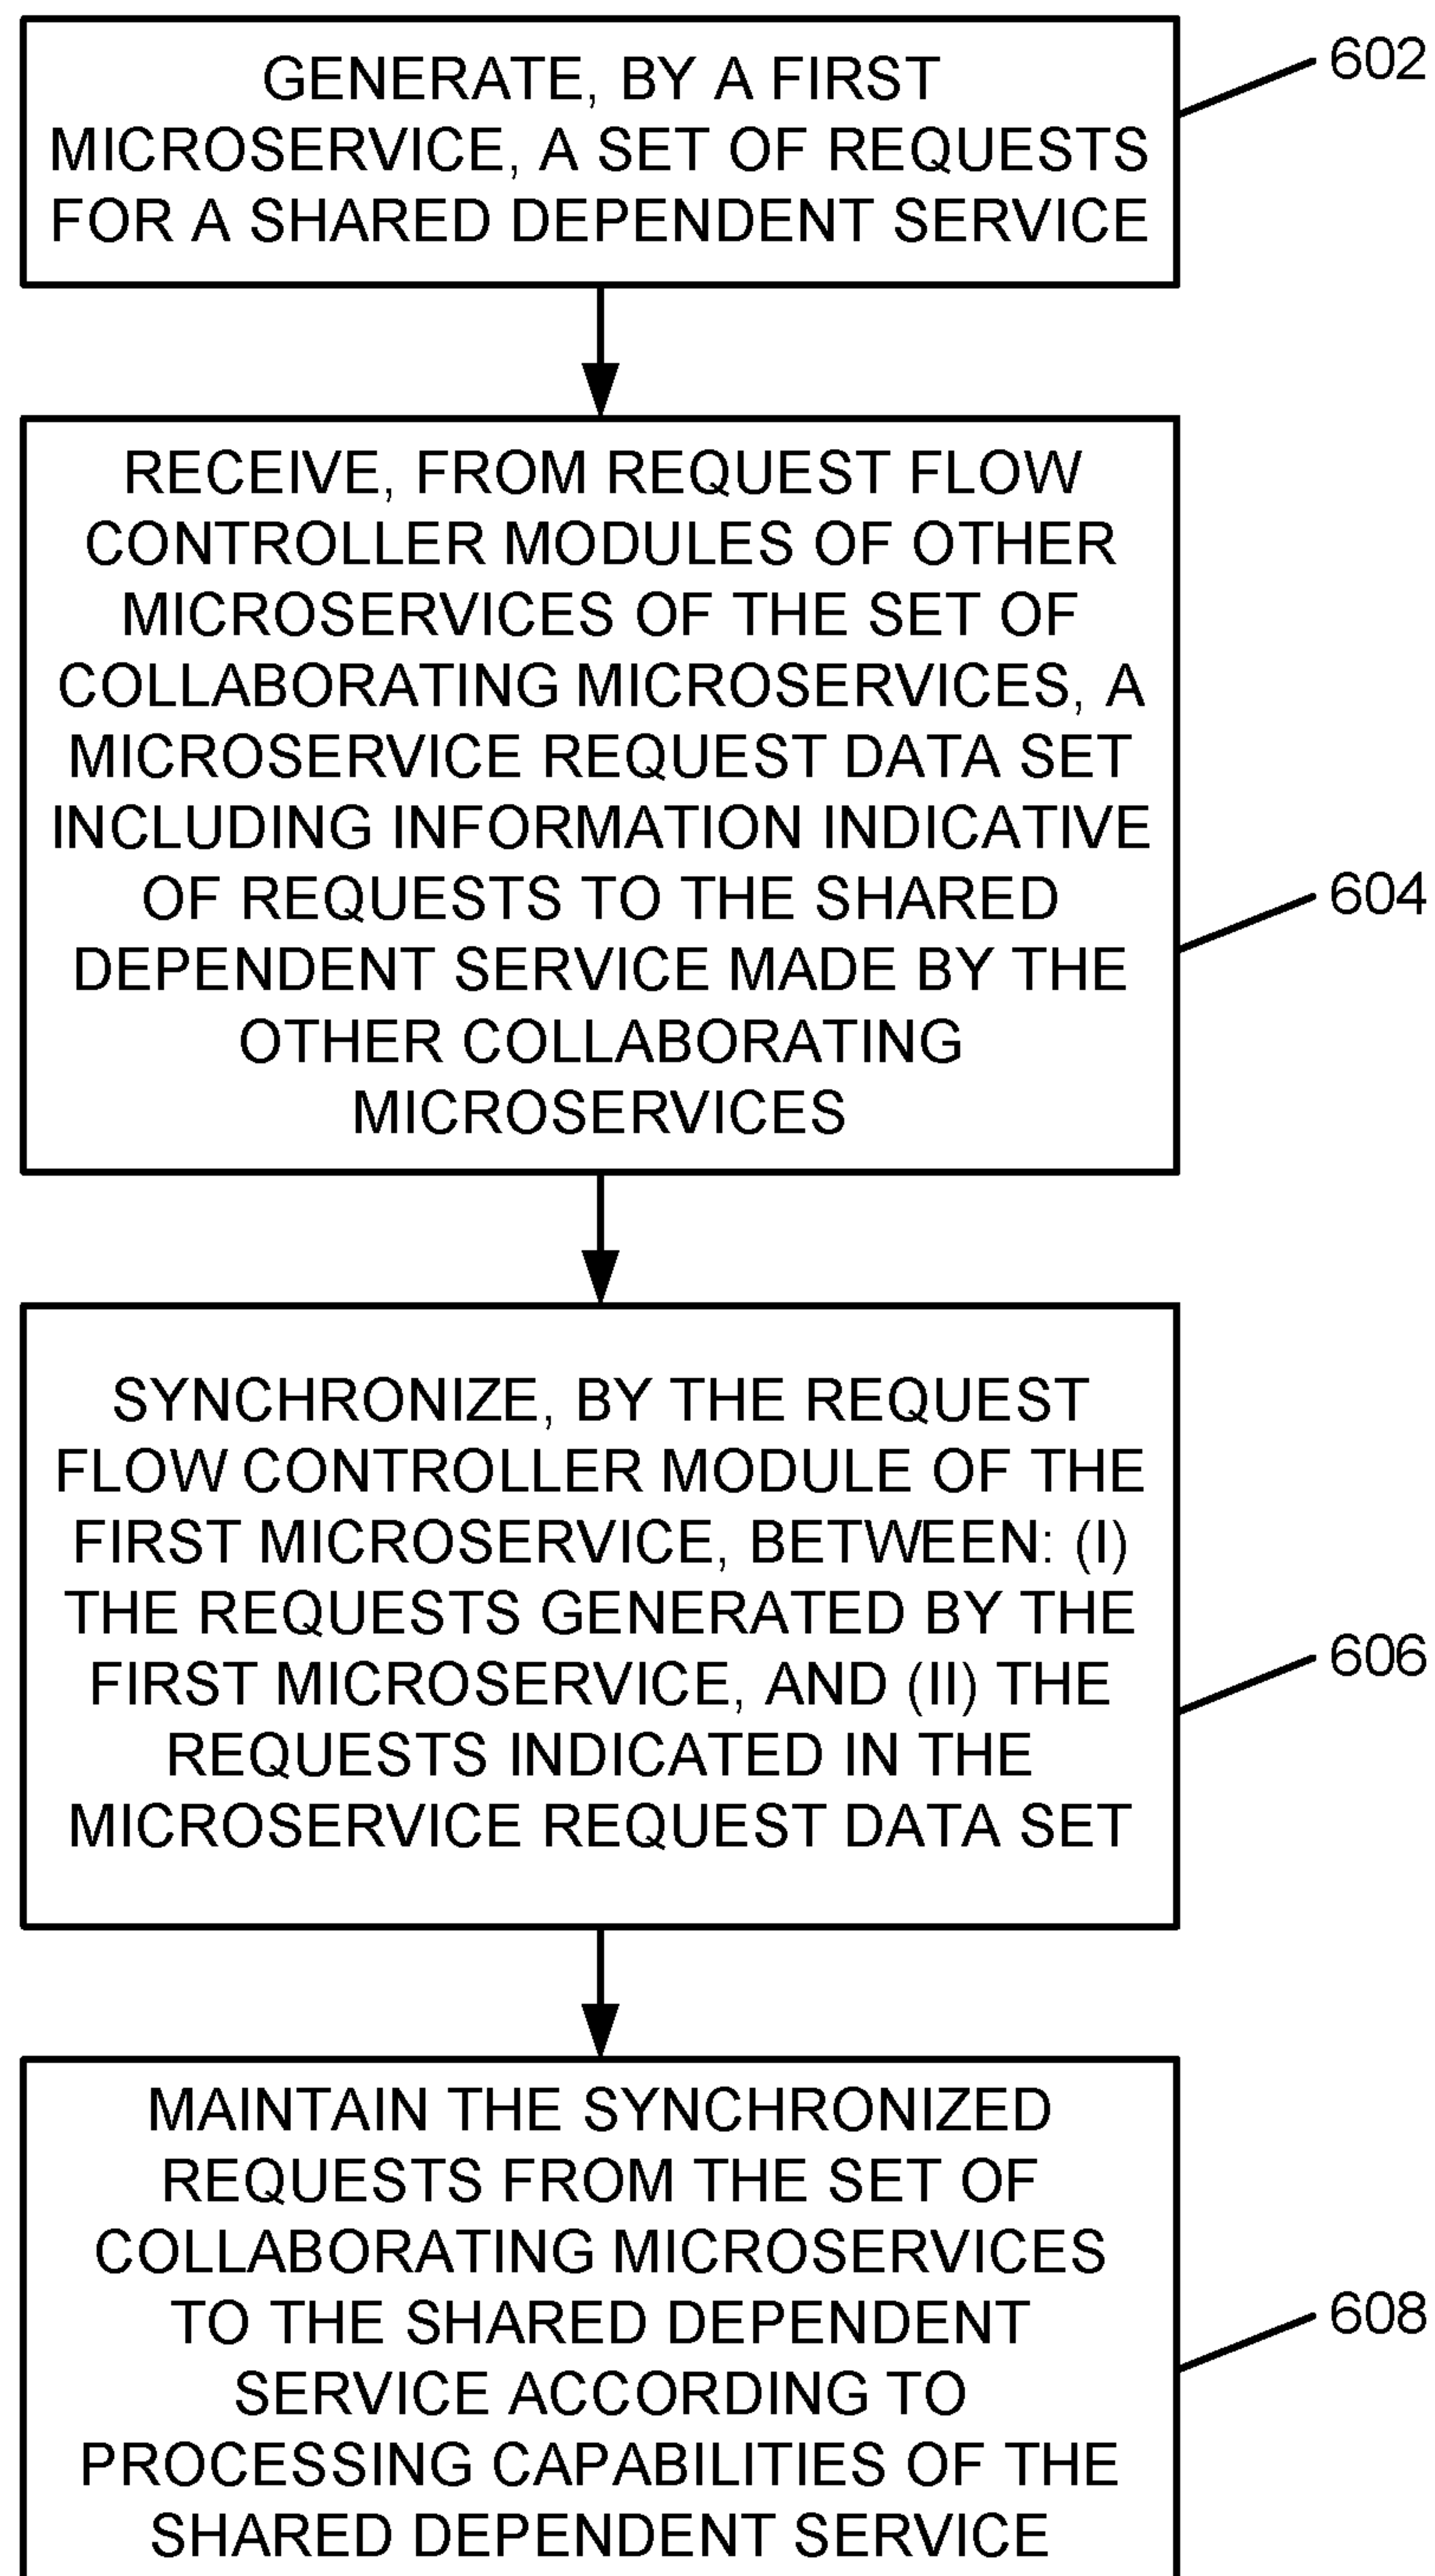 GENERATE, BY A FIRST
MICROSERVICE, A SET OF REQUESTS
FOR A SHARED DEPENDENT SERVICE
602
RECEIVE, FROM REQUEST FLOW
CONTROLLER MODULES OF OTHER
MICROSERVICES OF THE SET OF
COLLABORATING MICROSERVICES, A
MICROSERVICE REQUEST DATA SET
INCLUDING INFORMATION INDICATIVE
OF REQUESTS TO THE SHARED
DEPENDENT SERVICE MADE BY THE
OTHER COLLABORATING
MICROSERVICES
604
SYNCHRONIZE, BY THE REQUEST
FLOW CONTROLLER MODULE OF THE
FIRST MICROSERVICE, BETWEEN: (I)
THE REQUESTS GENERATED BY THE
FIRST MICROSERVICE, AND (II) THE
REQUESTS INDICATED IN THE
MICROSERVICE REQUEST DATA SET
606
MAINTAIN THE SYNCHRONIZED
REQUESTS FROM THE SET OF
COLLABORATING MICROSERVICES
TO THE SHARED DEPENDENT
SERVICE ACCORDING TO
PROCESSING CAPABILITIES OF THE
SHARED DEPENDENT SERVICE
608